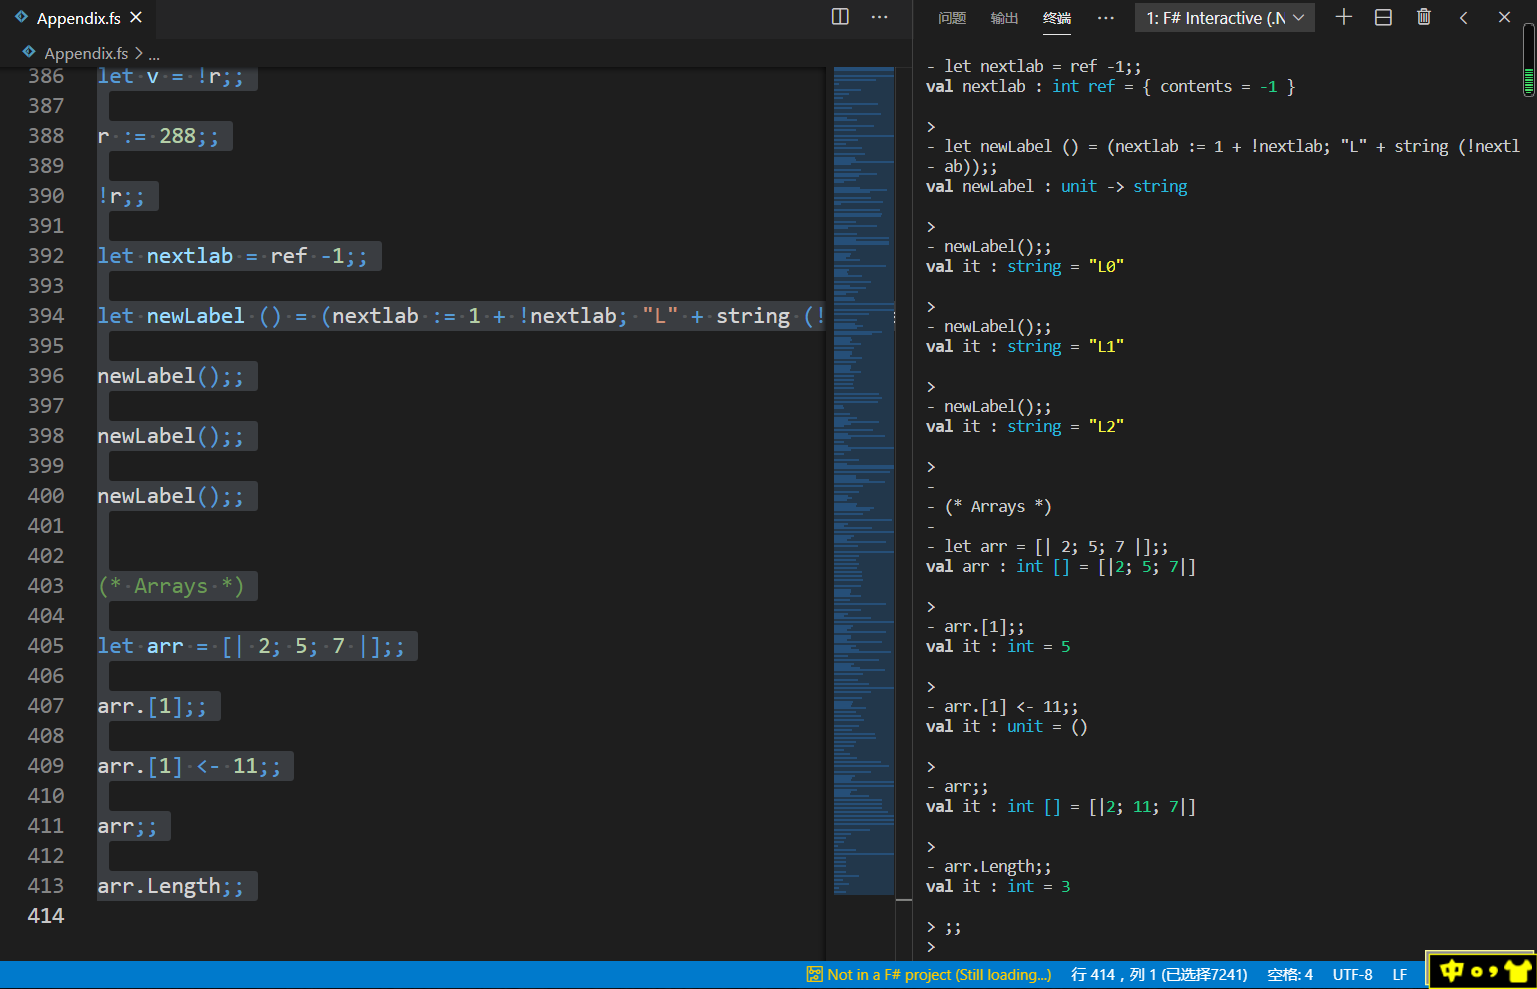 Appendix.fs
Appendix.fs > ...
386 let v = !r;;
387
388 r := 288;;
389
390 !r;;
391
392 let nextlab = ref -1;;
393
394 let newLabel () = (nextlab := 1 + !nextlab; "L" + string (!
395
396 newLabel();;
397
398 newLabel();;
399
400 newLabel();;
401
402
403 (* Arrays *)
404
405 let arr = [| 2; 5; 7 |];;
406
407 arr.[1];;
408
409 arr.[1] <- 11;;
410
411 arr;;
412
413 arr.Length;;
414
问题 输出 终端 ... 1: F# Interactive (.N
- let nextlab = ref -1;;
val nextlab : int ref = { contents = -1 }
>
- let newLabel () = (nextlab := 1 + !nextlab; "L" + string (!nextl
- ab));;
val newLabel : unit -> string
>
- newLabel();;
val it : string = "L0"
>
- newLabel();;
val it : string = "L1"
>
- newLabel();;
val it : string = "L2"
>
-
- (* Arrays *)
-
- let arr = [| 2; 5; 7 |];;
val arr : int [] = [|2; 5; 7|]
>
- arr.[1];;
val it : int = 5
>
- arr.[1] <- 11;;
val it : unit = ()
>
- arr;;
val it : int [] = [|2; 11; 7|]
>
- arr.Length;;
val it : int = 3
> ;;
>
Not in a F# project (Still loading...) 行 414，列 1 (已选择7241) 空格: 4 UTF-8 LF
中